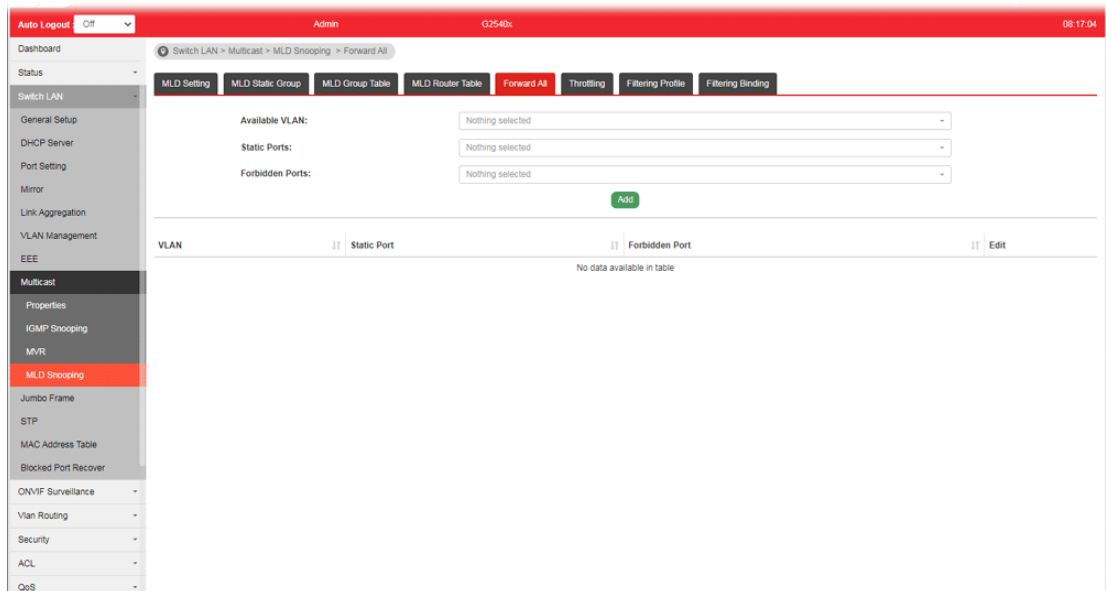 Auto Logout : Off Admin G2540x 08:17:04
Dashboard
Status
Switch LAN
General Setup
DHCP Server
Port Setting
Mirror
Link Aggregation
VLAN Management
EEE
Multicast
Properties
IGMP Snooping
MVR
MLD Snooping
Jumbo Frame
STP
MAC Address Table
Blocked Port Recover
ONVIF Surveillance
Vlan Routing
Security
ACL
QoS
Switch LAN > Multicast > MLD Snooping > Forward All
MLD Setting MLD Static Group MLD Group Table MLD Router Table Forward All Throttling Filtering Profile Filtering Binding
Available VLAN: Nothing selected
Static Ports: Nothing selected
Forbidden Ports: Nothing selected
Add
VLAN Static Port Forbidden Port Edit
No data available in table